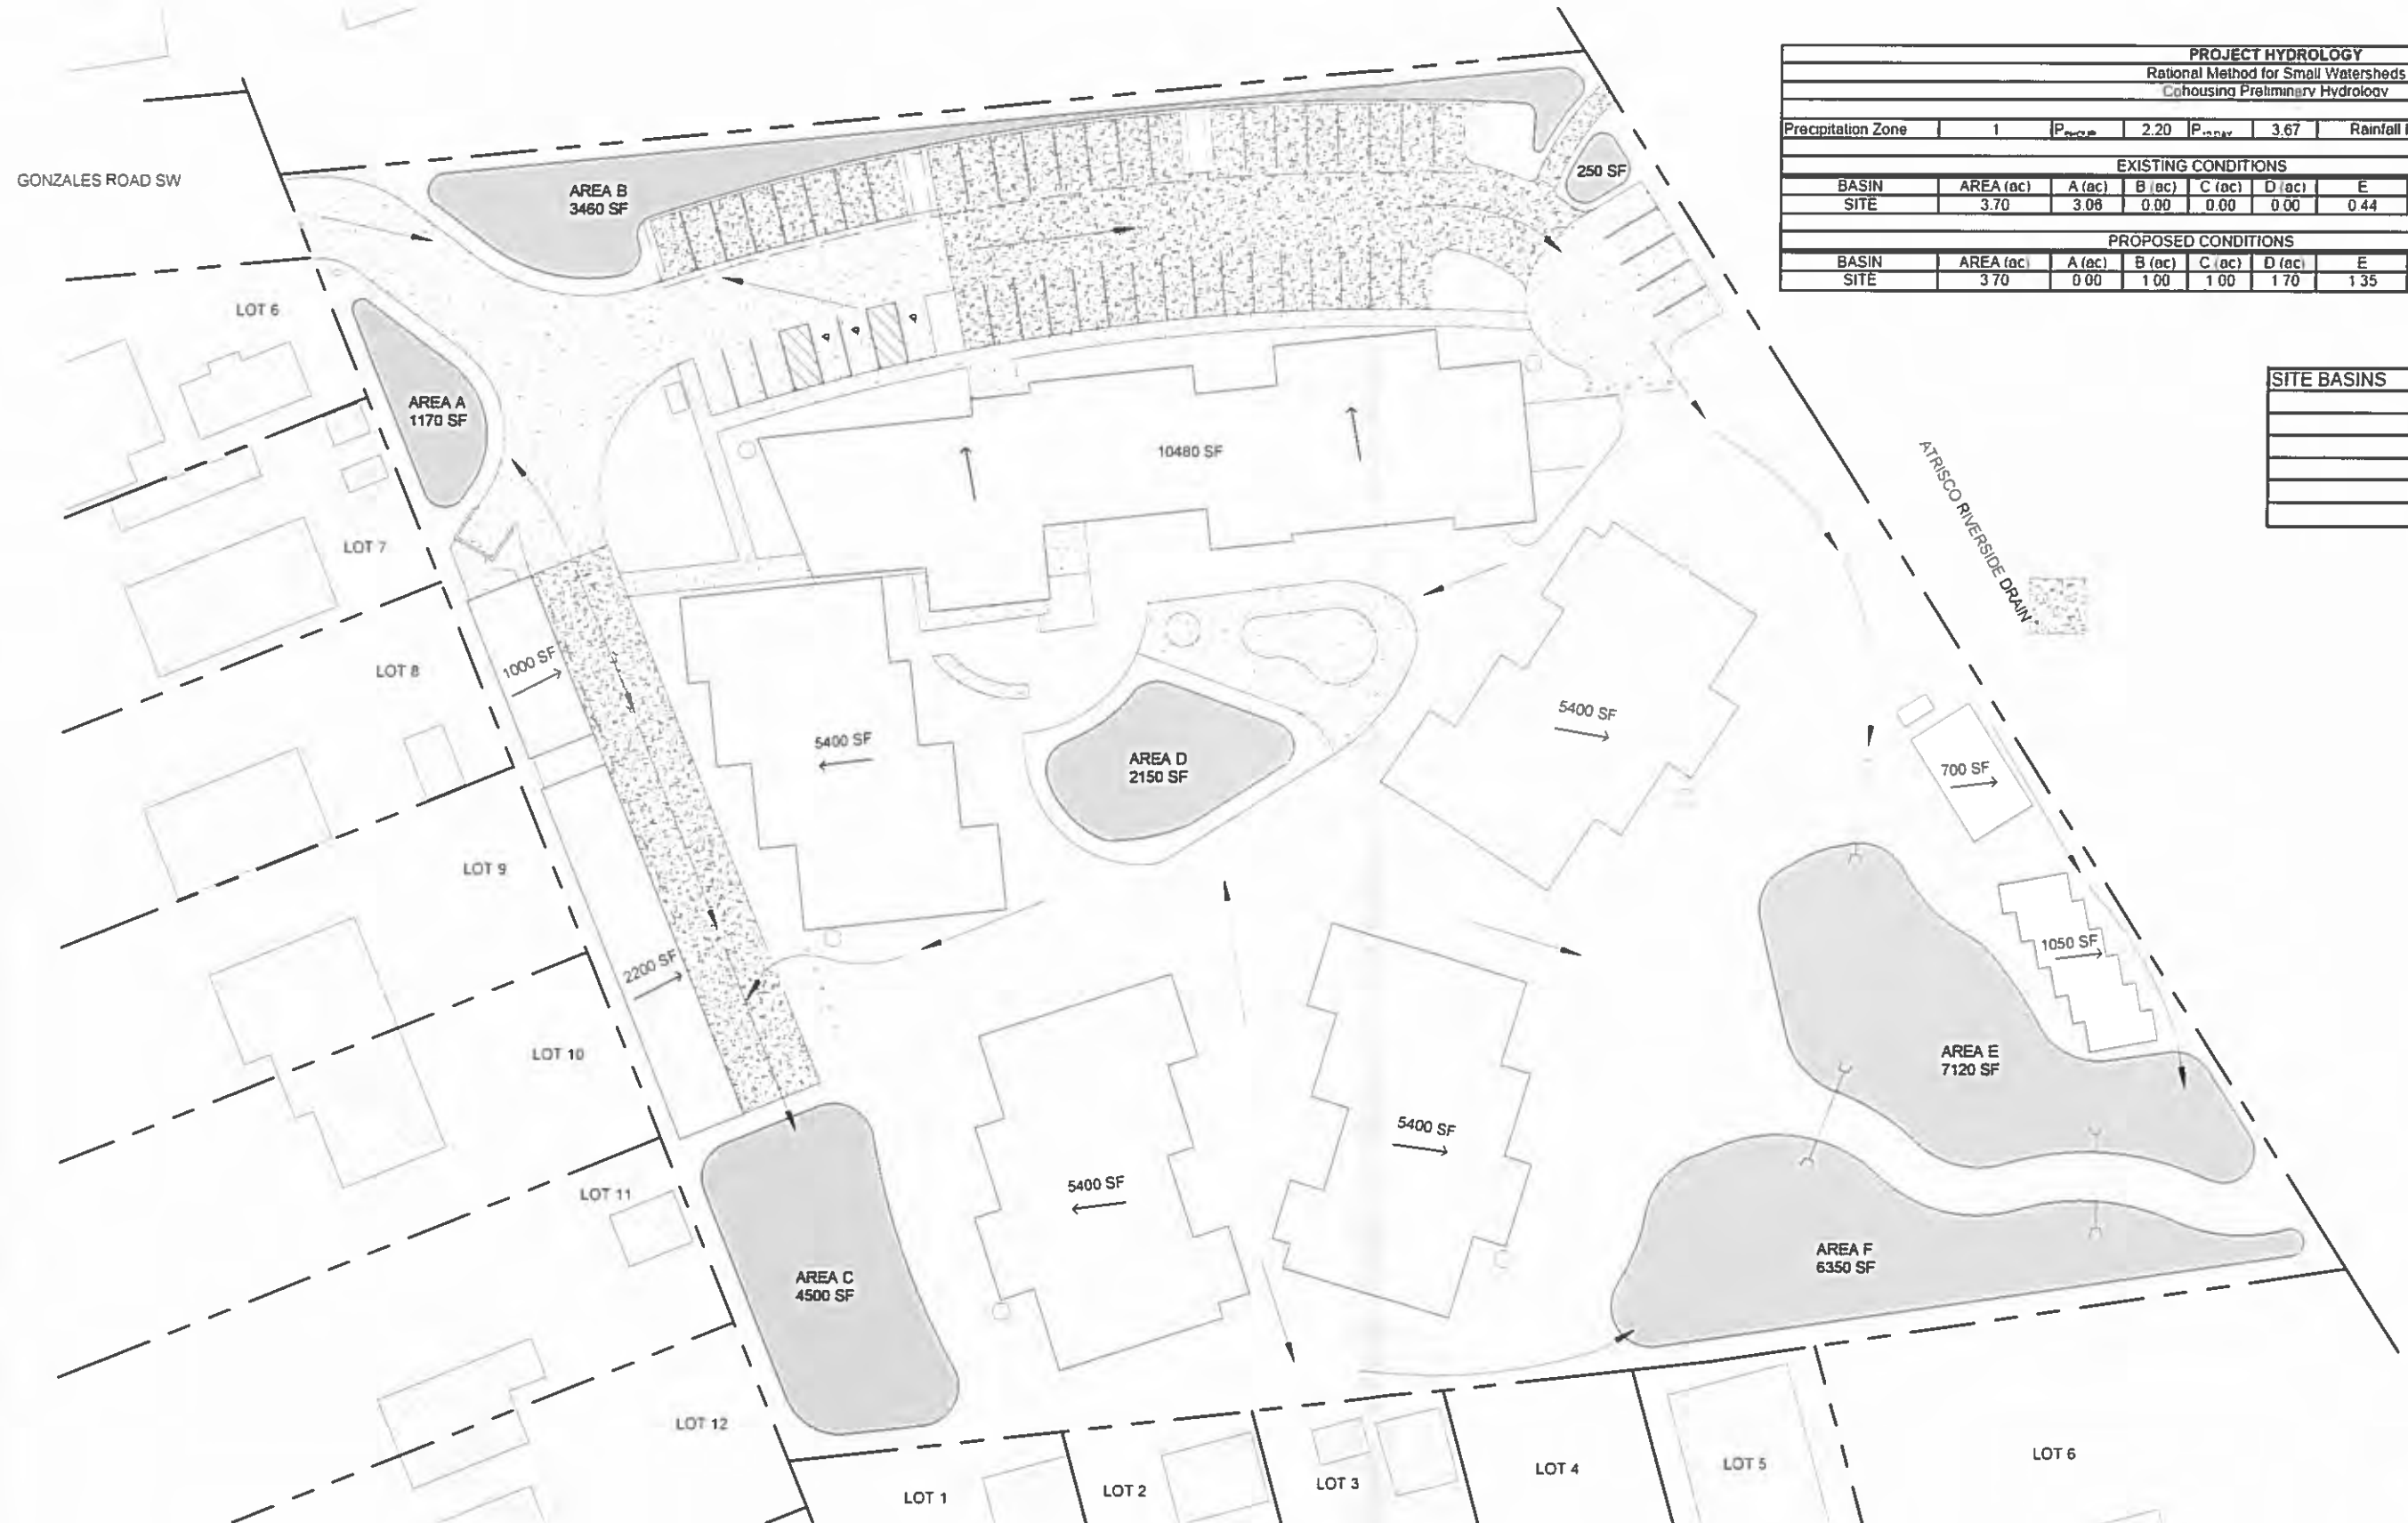 PROJECT HYDROLOGY
Rational Method for Small Watersheds
Cohousing Preliminary Hydrology
Precipitation Zone 1 2.20 3.67 Rainfall
EXISTING CONDITIONS
BASIN AREA (ac) A (ac) B (ac) C (ac) D (ac) E
SITE 3.70 3.06 0.00 0.00 0.00 0.44
PROPOSED CONDITIONS
BASIN AREA (ac) A (ac) B (ac) C (ac) D (ac) E
SITE 3.70 0.00 1.00 1.00 1.70 1.35
SITE BASINS
GONZALES ROAD SW
AREA B
3460 SF
250 SF
LOT 6
AREA A
1170 SF
10480 SF
ATRISCO RIVERSIDE DRAIN
LOT 7
LOT 8
1000 SF
5400 SF
AREA D
2150 SF
5400 SF
700 SF
LOT 9
2200 SF
1050 SF
LOT 10
AREA E
7120 SF
5400 SF
5400 SF
LOT 11
AREA C
4500 SF
AREA F
6350 SF
LOT 12
LOT 1
LOT 2
LOT 3
LOT 4
LOT 5
LOT 6